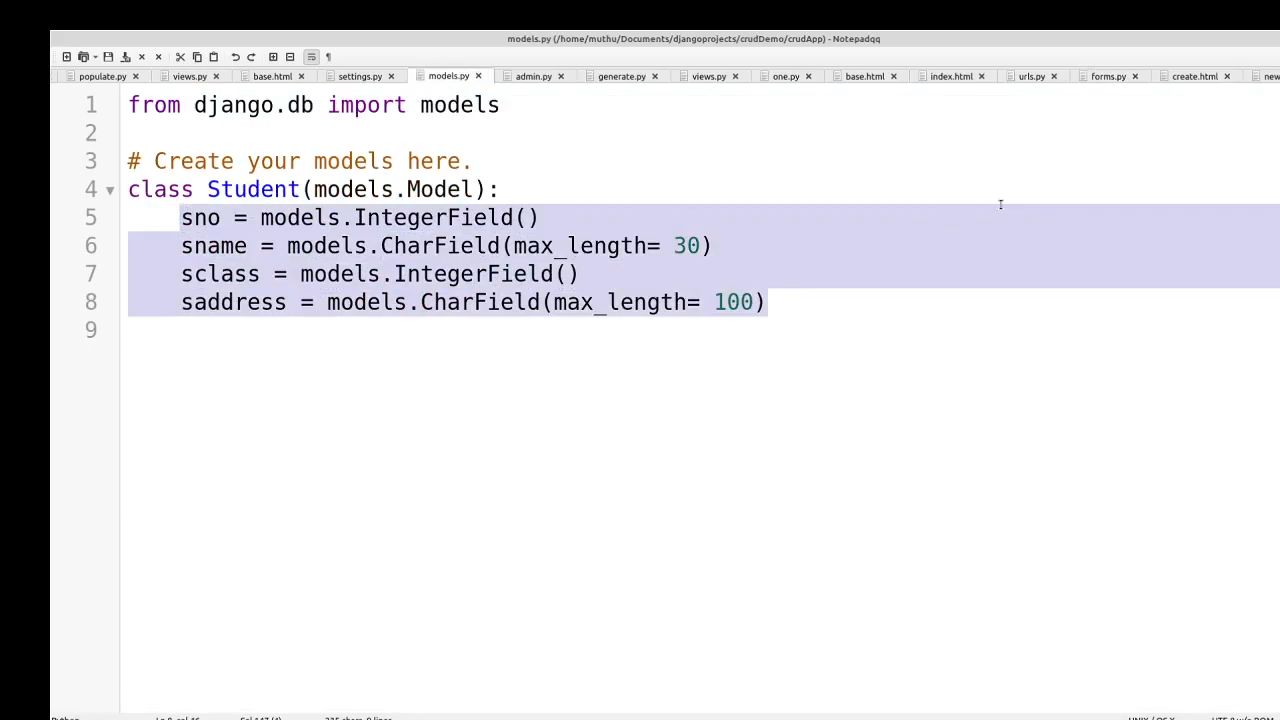 models.py (/home/muthu/Documents/djangoprojects/crudDemo/crudApp) - Notepadqq
populate.py views.py base.html settings.py models.py admin.py generate.py views.py one.py base.html index.html urls.py forms.py create.html new
1 from django.db import models
2
3 # Create your models here.
4 class Student(models.Model):
5 sno = models.IntegerField()
6 sname = models.CharField(max_length= 30)
7 sclass = models.IntegerField()
8 saddress = models.CharField(max_length= 100)
9